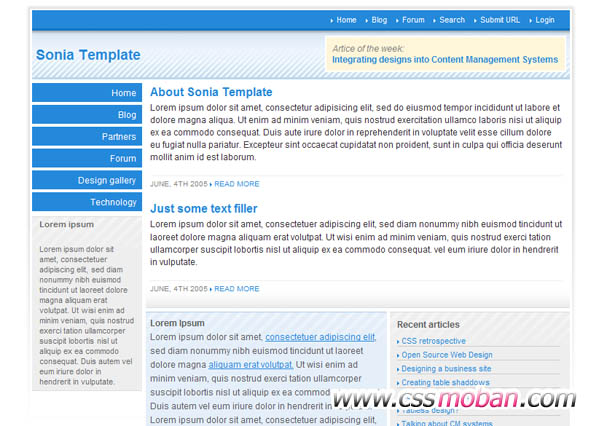 Home Blog Forum Search Submit URL Login
Sonia Template
Artice of the week:
Integrating designs into Content Management Systems
Home
Blog
Partners
Forum
Design gallery
Technology
Lorem ipsum
Lorem ipsum dolor sit
amet, consectetuer
adipiscing elit, sed diam
nonummy nibh euismod
tincidunt ut laoreet dolore
magna aliquam erat
volutpat. Ut wisi enim ad
minim veniam, quis nostrud
exerci tation ullamcorper
suscipit lobortis nisl ut
aliquip ex ea commodo
consequat. Duis autem vel
eum iriure dolor in
hendrerit in vulputate
About Sonia Template
Lorem ipsum dolor sit amet, consectetur adipisicing elit, sed do eiusmod tempor incididunt ut labore et
dolore magna aliqua. Ut enim ad minim veniam, quis nostrud exercitation ullamco laboris nisi ut aliquip
ex ea commodo consequat. Duis aute irure dolor in reprehenderit in voluptate velit esse cillum dolore
eu fugiat nulla pariatur. Excepteur sint occaecat cupidatat non proident, sunt in culpa qui officia deserunt
mollit anim id est laborum.
JUNE, 4TH 2005 READ MORE
Just some text filler
Lorem ipsum dolor sit amet, consectetuer adipiscing elit, sed diam nonummy nibh euismod tincidunt ut
laoreet dolore magna aliquam erat volutpat. Ut wisi enim ad minim veniam, quis nostrud exerci tation
ullamcorper suscipit lobortis nisl ut aliquip ex ea commodo consequat. vel eum iriure dolor in hendrerit
in vulputate.
JUNE, 4TH 2005 READ MORE
Lorem Ipsum
Lorem ipsum dolor sit amet, consectetuer adipiscing elit,
sed diam nonummy nibh euismod tincidunt ut laoreet
dolore magna aliquam erat volutpat. Ut wisi enim ad
minim veniam, quis nostrud exerci tation ullamcorper
suscipit lobortis nisl ut aliquip ex ea commodo
consequat. Lorem ipsum dolor sit amet, consectetuer
adipiscing elit, sed diam nonummy nibh euismod
Recent articles
CSS retrospective
Open Source Web Design
Designing a business site
Creating table shaddows
Tabless design?
Talking about CM systems
www.cssmoban.com